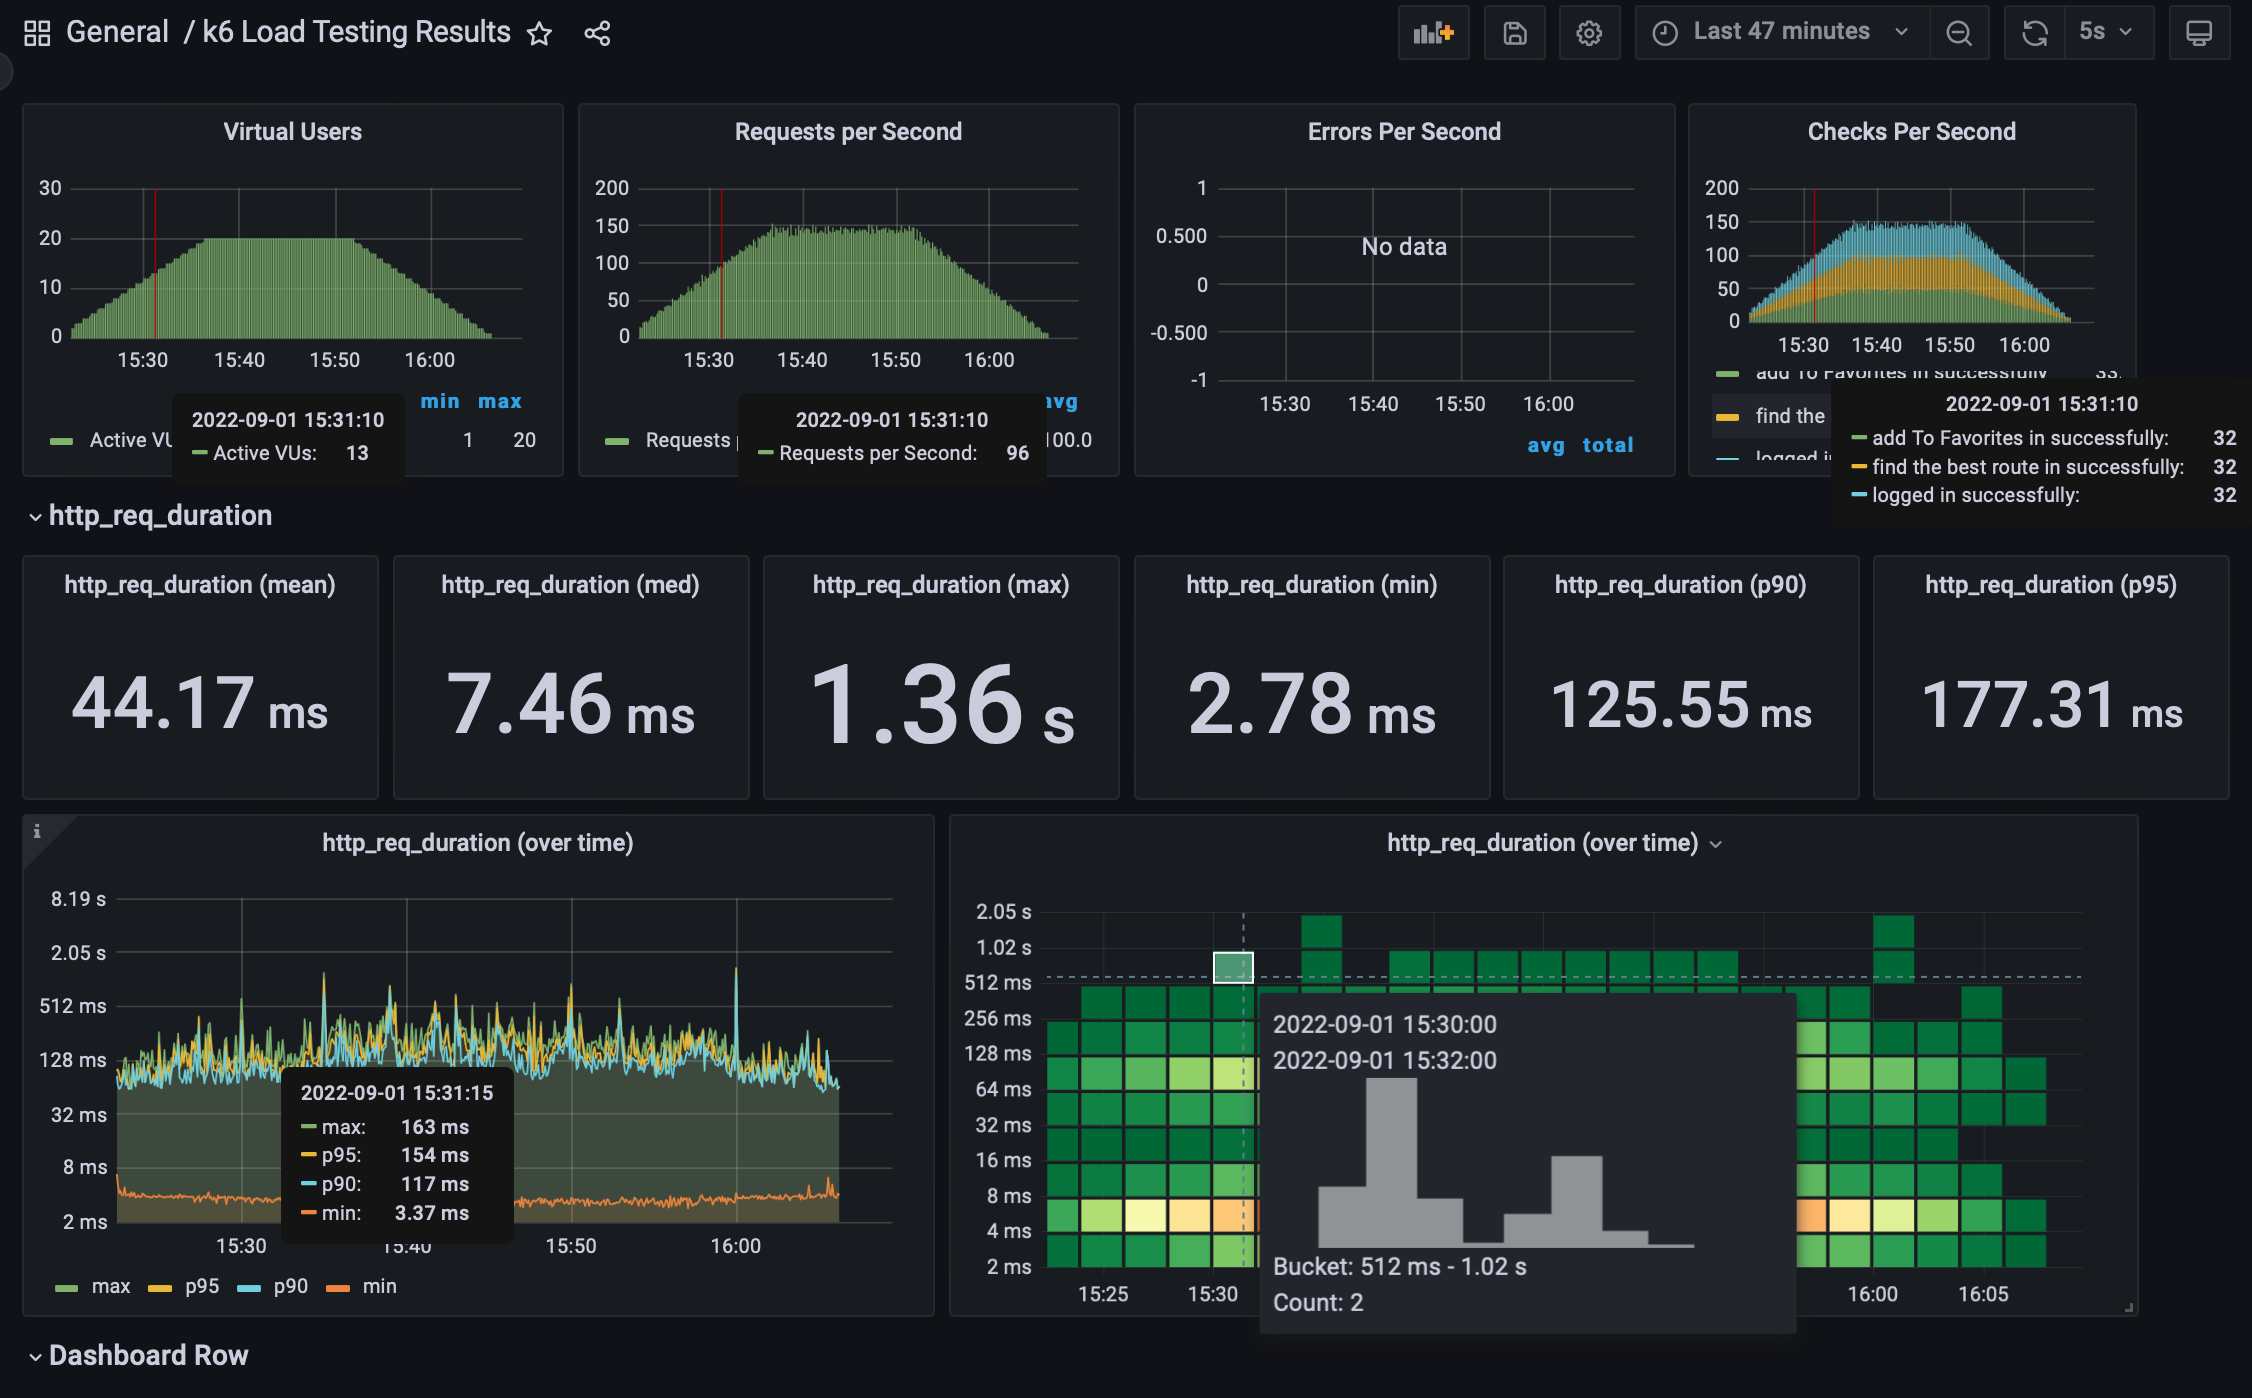 General / k6 Load Testing Results
Last 47 minutes
5s
Virtual Users
30
20
10
0
15:30 15:40 15:50 16:00
min max
Active VU
1 20
2022-09-01 15:31:10
Active VUs: 13
Requests per Second
200
150
100
50
0
15:30 15:40 15:50 16:00
avg
Requests
100.0
2022-09-01 15:31:10
Requests per Second: 96
Errors Per Second
1
0.500
0
-0.500
-1
No data
15:30 15:40 15:50 16:00
avg total
Checks Per Second
200
150
100
50
0
15:30 15:40 15:50 16:00
add To Favorites in successfully 33.
find the
logged i
2022-09-01 15:31:10
add To Favorites in successfully: 32
find the best route in successfully: 32
logged in successfully: 32
http_req_duration
http_req_duration (mean)
44.17 ms
http_req_duration (med)
7.46 ms
http_req_duration (max)
1.36 s
http_req_duration (min)
2.78 ms
http_req_duration (p90)
125.55 ms
http_req_duration (p95)
177.31 ms
i
http_req_duration (over time)
8.19 s
2.05 s
512 ms
128 ms
32 ms
8 ms
2 ms
15:30 15:40 15:50 16:00
2022-09-01 15:31:15
max: 163 ms
p95: 154 ms
p90: 117 ms
min: 3.37 ms
max p95 p90 min
http_req_duration (over time)
2.05 s
1.02 s
512 ms
256 ms
128 ms
64 ms
32 ms
16 ms
8 ms
4 ms
2 ms
15:25 15:30 16:00 16:05
2022-09-01 15:30:00
2022-09-01 15:32:00
Bucket: 512 ms - 1.02 s
Count: 2
Dashboard Row